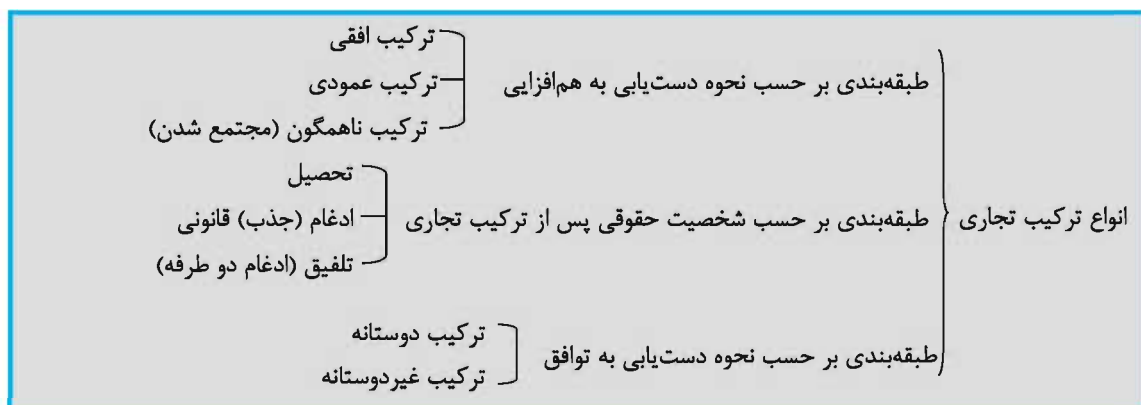 انواع ترکیب تجاری
طبقه‌بندی بر حسب نحوه دست‌یابی به هم‌افزایی
ترکیب افقی
ترکیب عمودی
ترکیب ناهمگون (مجتمع شدن)
طبقه‌بندی بر حسب شخصیت حقوقی پس از ترکیب تجاری
تحصیل
ادغام (جذب) قانونی
تلفیق (ادغام دو طرفه)
طبقه‌بندی بر حسب نحوه دست‌یابی به توافق
ترکیب دوستانه
ترکیب غیردوستانه